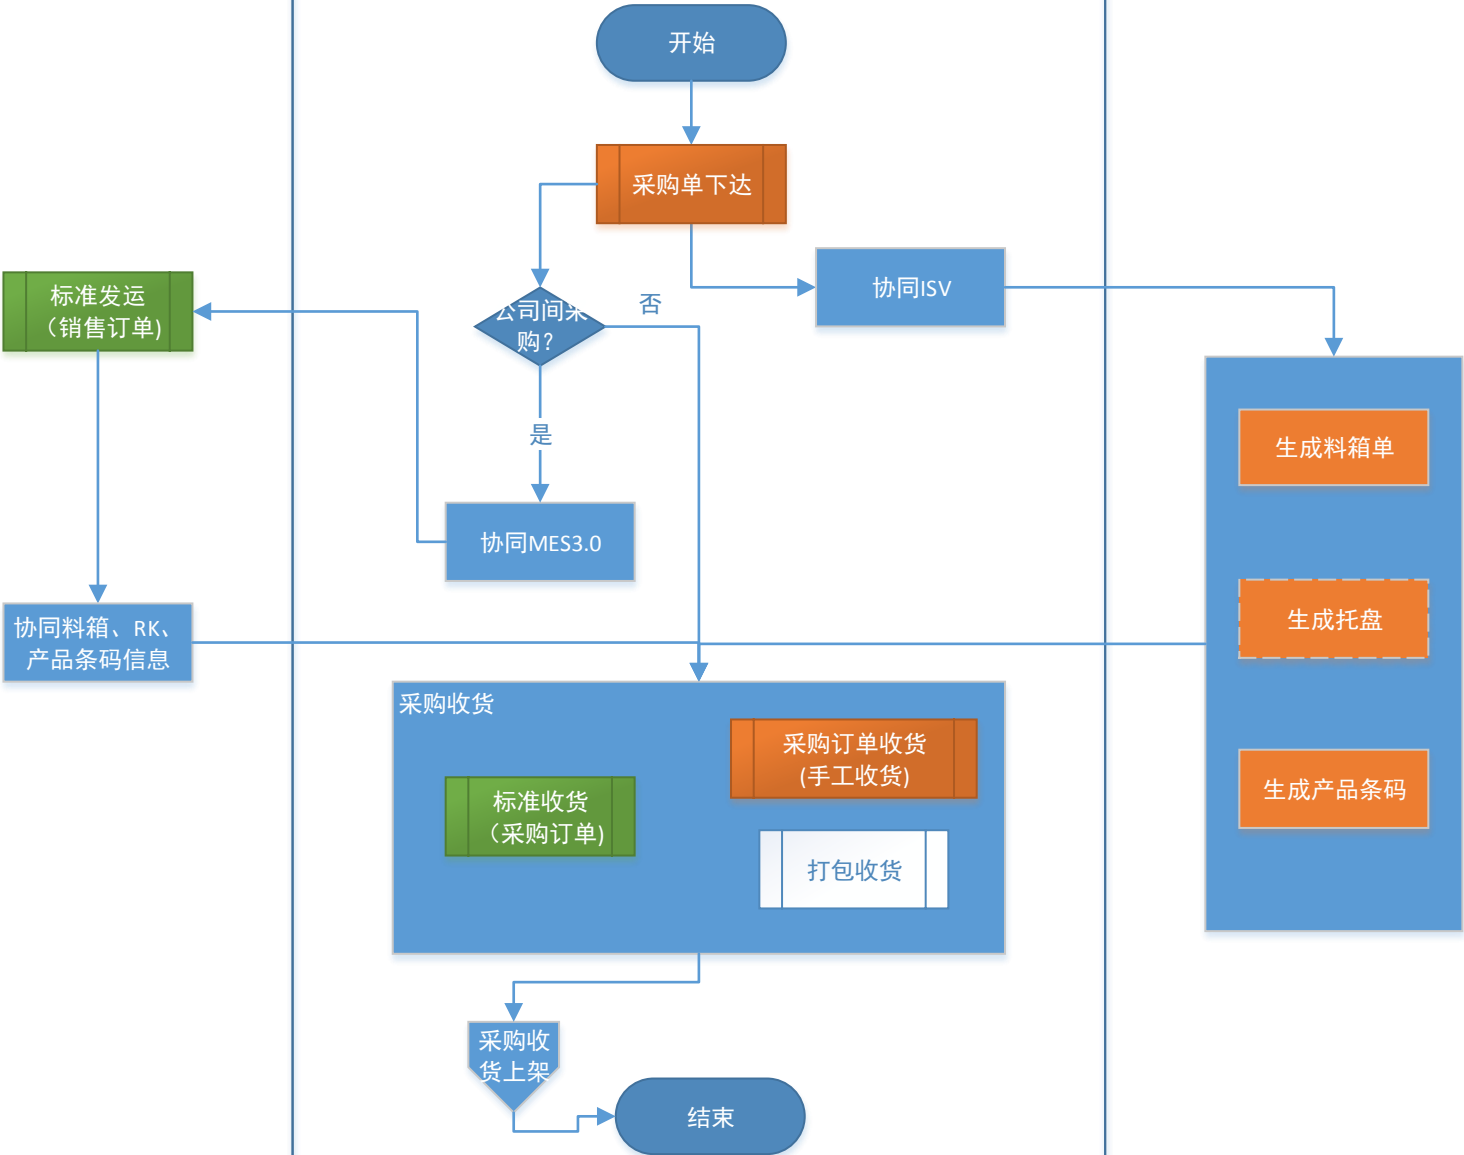 开始
采购单下达
协同ISV
标准发运
（销售订单)
公司间采
购？
否
是
生成料箱单
协同MES3.0
生成托盘
协同料箱、RK、
产品条码信息
采购收货
采购订单收货
(手工收货)
标准收货
（采购订单)
生成产品条码
打包收货
采购收
货上架
结束